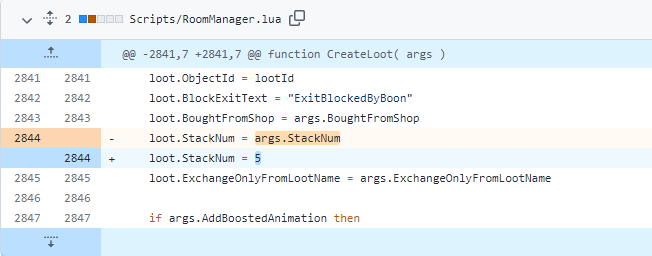 2 Scripts/RoomManager.lua
@@ -2841,7 +2841,7 @@ function CreateLoot( args )
2841 2841 loot.ObjectId = lootId
2842 2842 loot.BlockExitText = "ExitBlockedByBoon"
2843 2843 loot.BoughtFromShop = args.BoughtFromShop
2844 - loot.StackNum = args.StackNum
2844 + loot.StackNum = 5
2845 2845 loot.ExchangeOnlyFromLootName = args.ExchangeOnlyFromLootName
2846 2846
2847 2847 if args.AddBoostedAnimation then